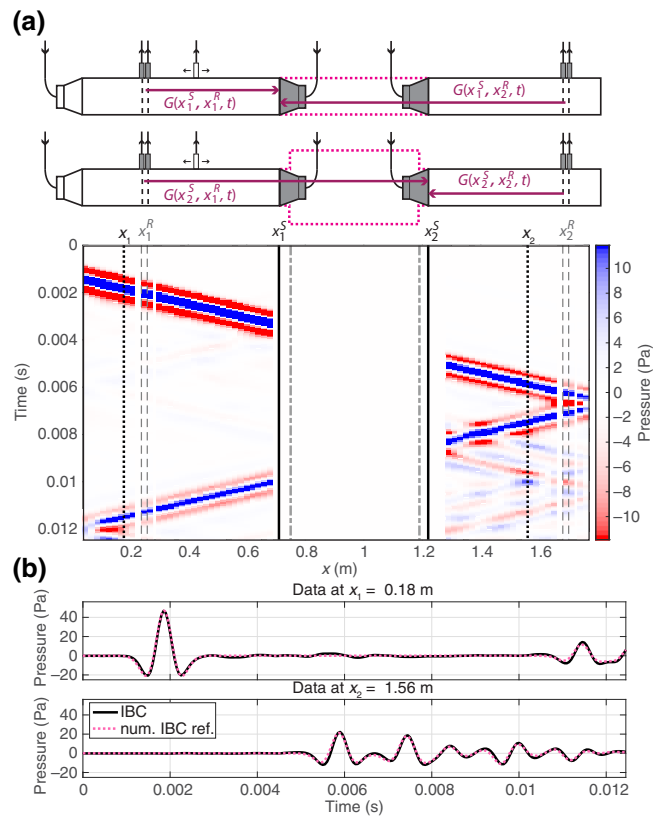 (a)
G(x₁ˢ, x₁ᴿ, t)
G(x₁ˢ, x₂ᴿ, t)
G(x₂ˢ, x₁ᴿ, t)
G(x₂ˢ, x₂ᴿ, t)
x₁ x₁ᴿ x₁ˢ x₂ˢ x₂ x₂ᴿ
0
0.002
0.004
0.006
0.008
0.01
0.012
Time (s)
0.2 0.4 0.6 0.8 1 1.2 1.4 1.6
x (m)
10
8
6
4
2
0
−2
−4
−6
−8
−10
Pressure (Pa)
(b)
Data at x₁ = 0.18 m
Pressure (Pa)
40
20
0
−20
Data at x₂ = 1.56 m
Pressure (Pa)
40
20
0
−20
IBC
num. IBC ref.
0 0.002 0.004 0.006 0.008 0.01 0.012
Time (s)